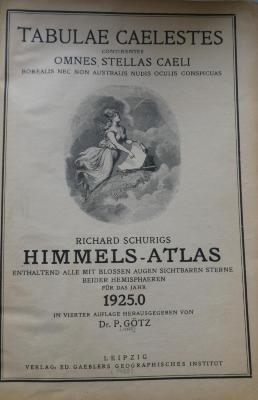 TABULAE CAELESTES
CONTINENTES
OMNES STELLAS CAELI
BOREALIS NEC NON AUSTRALIS NUDIS OCULIS CONSPICUAS
RICHARD SCHURIGS
HIMMELS-ATLAS
ENTHALTEND ALLE MIT BLOSSEN AUGEN SICHTBAREN STERNE
BEIDER HEMISPHAEREN
FÜR DAS JAHR
1925.0
IN VIERTER AUFLAGE HERAUSGEGEBEN VON
Dr. P. GÖTZ
LEIPZIG
VERLAG: ED. GAEBLERS GEOGRAPHISCHES INSTITUT